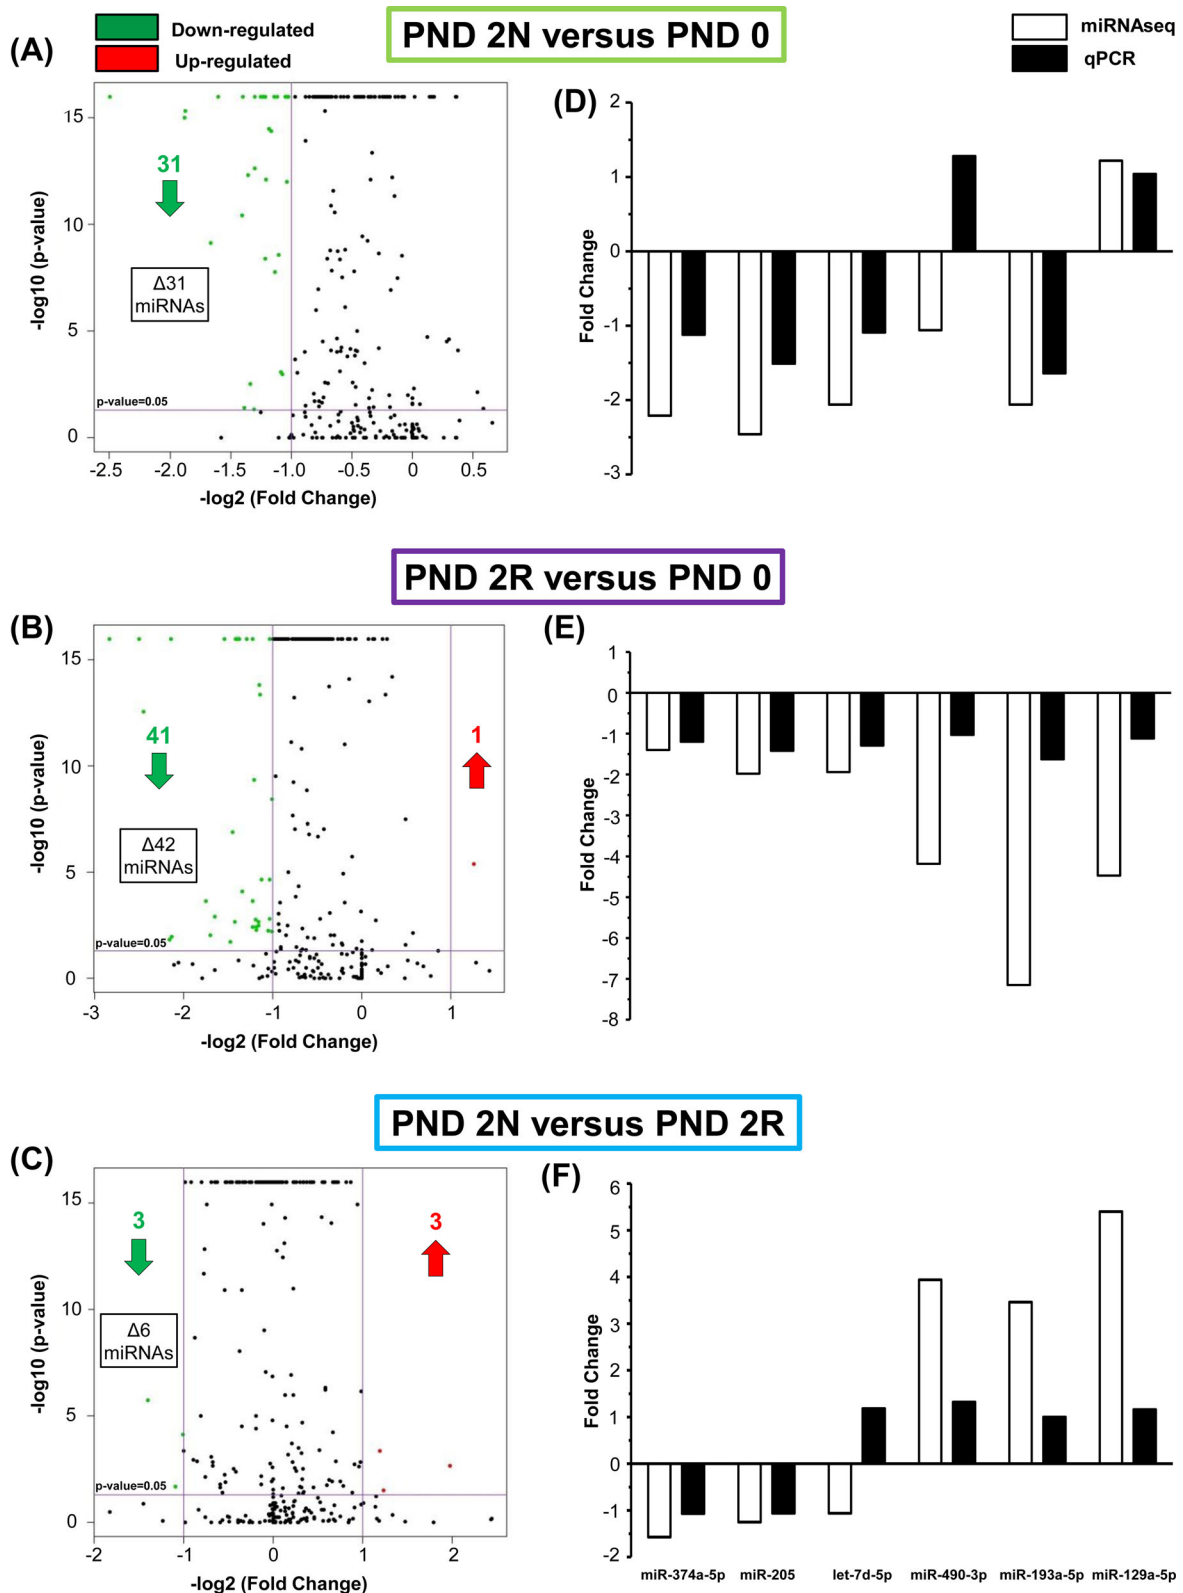 PND 2N versus PND 0
(A)
Down-regulated
Up-regulated
miRNAseq
qPCR
15
10
5
0
-log10 (p-value)
31
Δ31
miRNAs
p-value=0.05
-2.5 -2.0 -1.5 -1.0 -0.5 0 0.5
-log2 (Fold Change)
(D)
2
1
0
-1
-2
-3
Fold Change
PND 2R versus PND 0
(B)
15
10
5
0
-log10 (p-value)
41
1
Δ42
miRNAs
p-value=0.05
-3 -2 -1 0 1
-log2 (Fold Change)
(E)
1
0
-1
-2
-3
-4
-5
-6
-7
-8
Fold Change
PND 2N versus PND 2R
(C)
15
10
5
0
-log10 (p-value)
3
3
Δ6
miRNAs
p-value=0.05
-2 -1 0 1 2
-log2 (Fold Change)
(F)
6
5
4
3
2
1
0
-1
-2
Fold Change
miR-374a-5p miR-205 let-7d-5p miR-490-3p miR-193a-5p miR-129a-5p